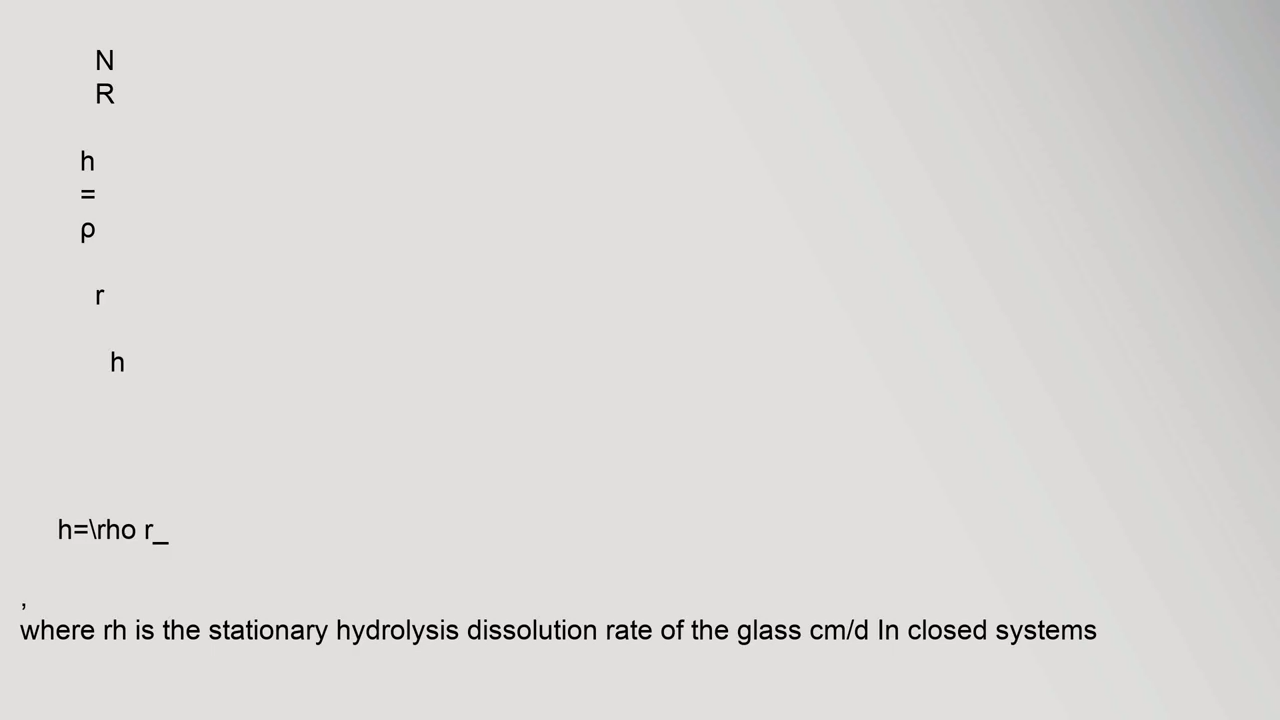 N
R
h
=
ρ
r
h
h=\rho r_
,
where rh is the stationary hydrolysis dissolution rate of the glass cm/d In closed systems